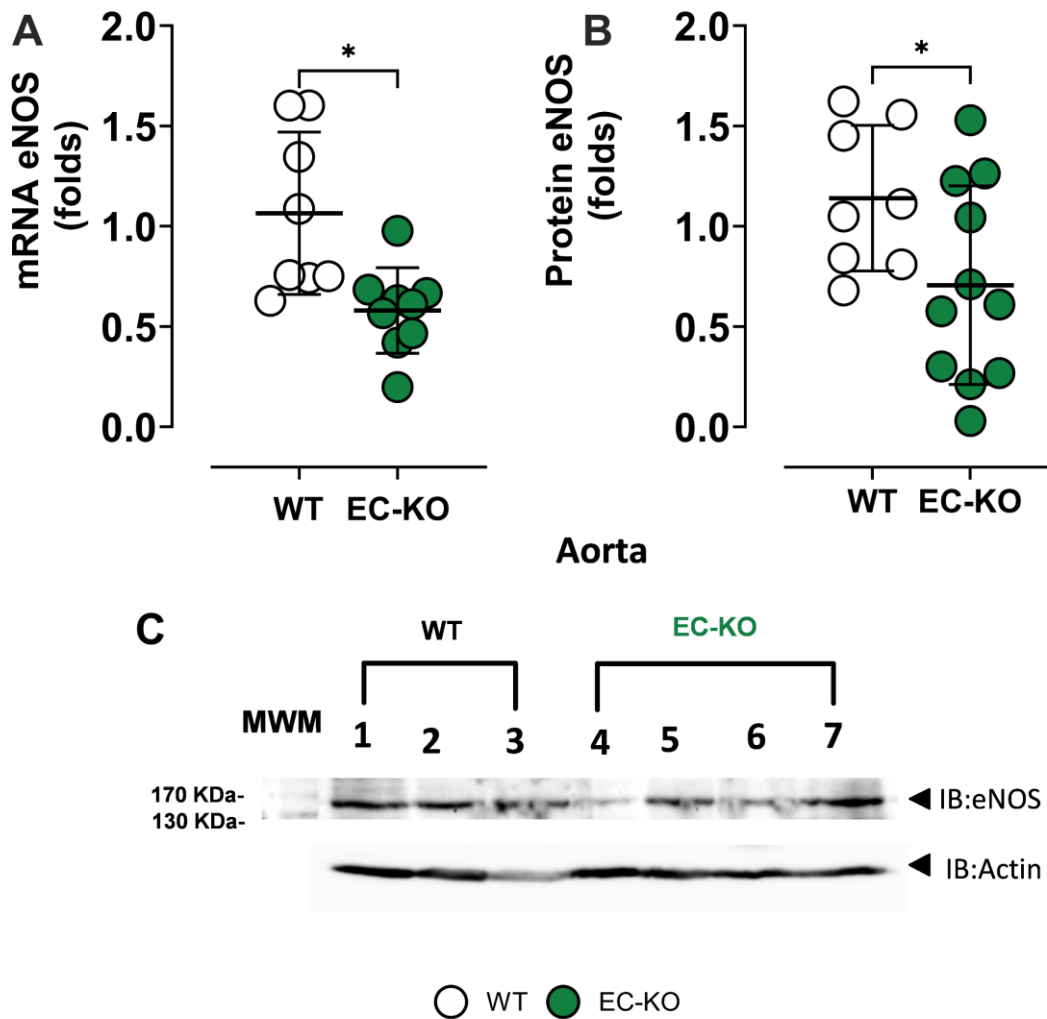 A
mRNA eNOS
(folds)
2.0
1.5
1.0
0.5
0.0
*
WT EC-KO
B
Protein eNOS
(folds)
2.0
1.5
1.0
0.5
0.0
*
WT EC-KO
Aorta
C
WT EC-KO
MWM 1 2 3 4 5 6 7
170 KDa-
130 KDa-
IB:eNOS
IB:Actin
WT EC-KO